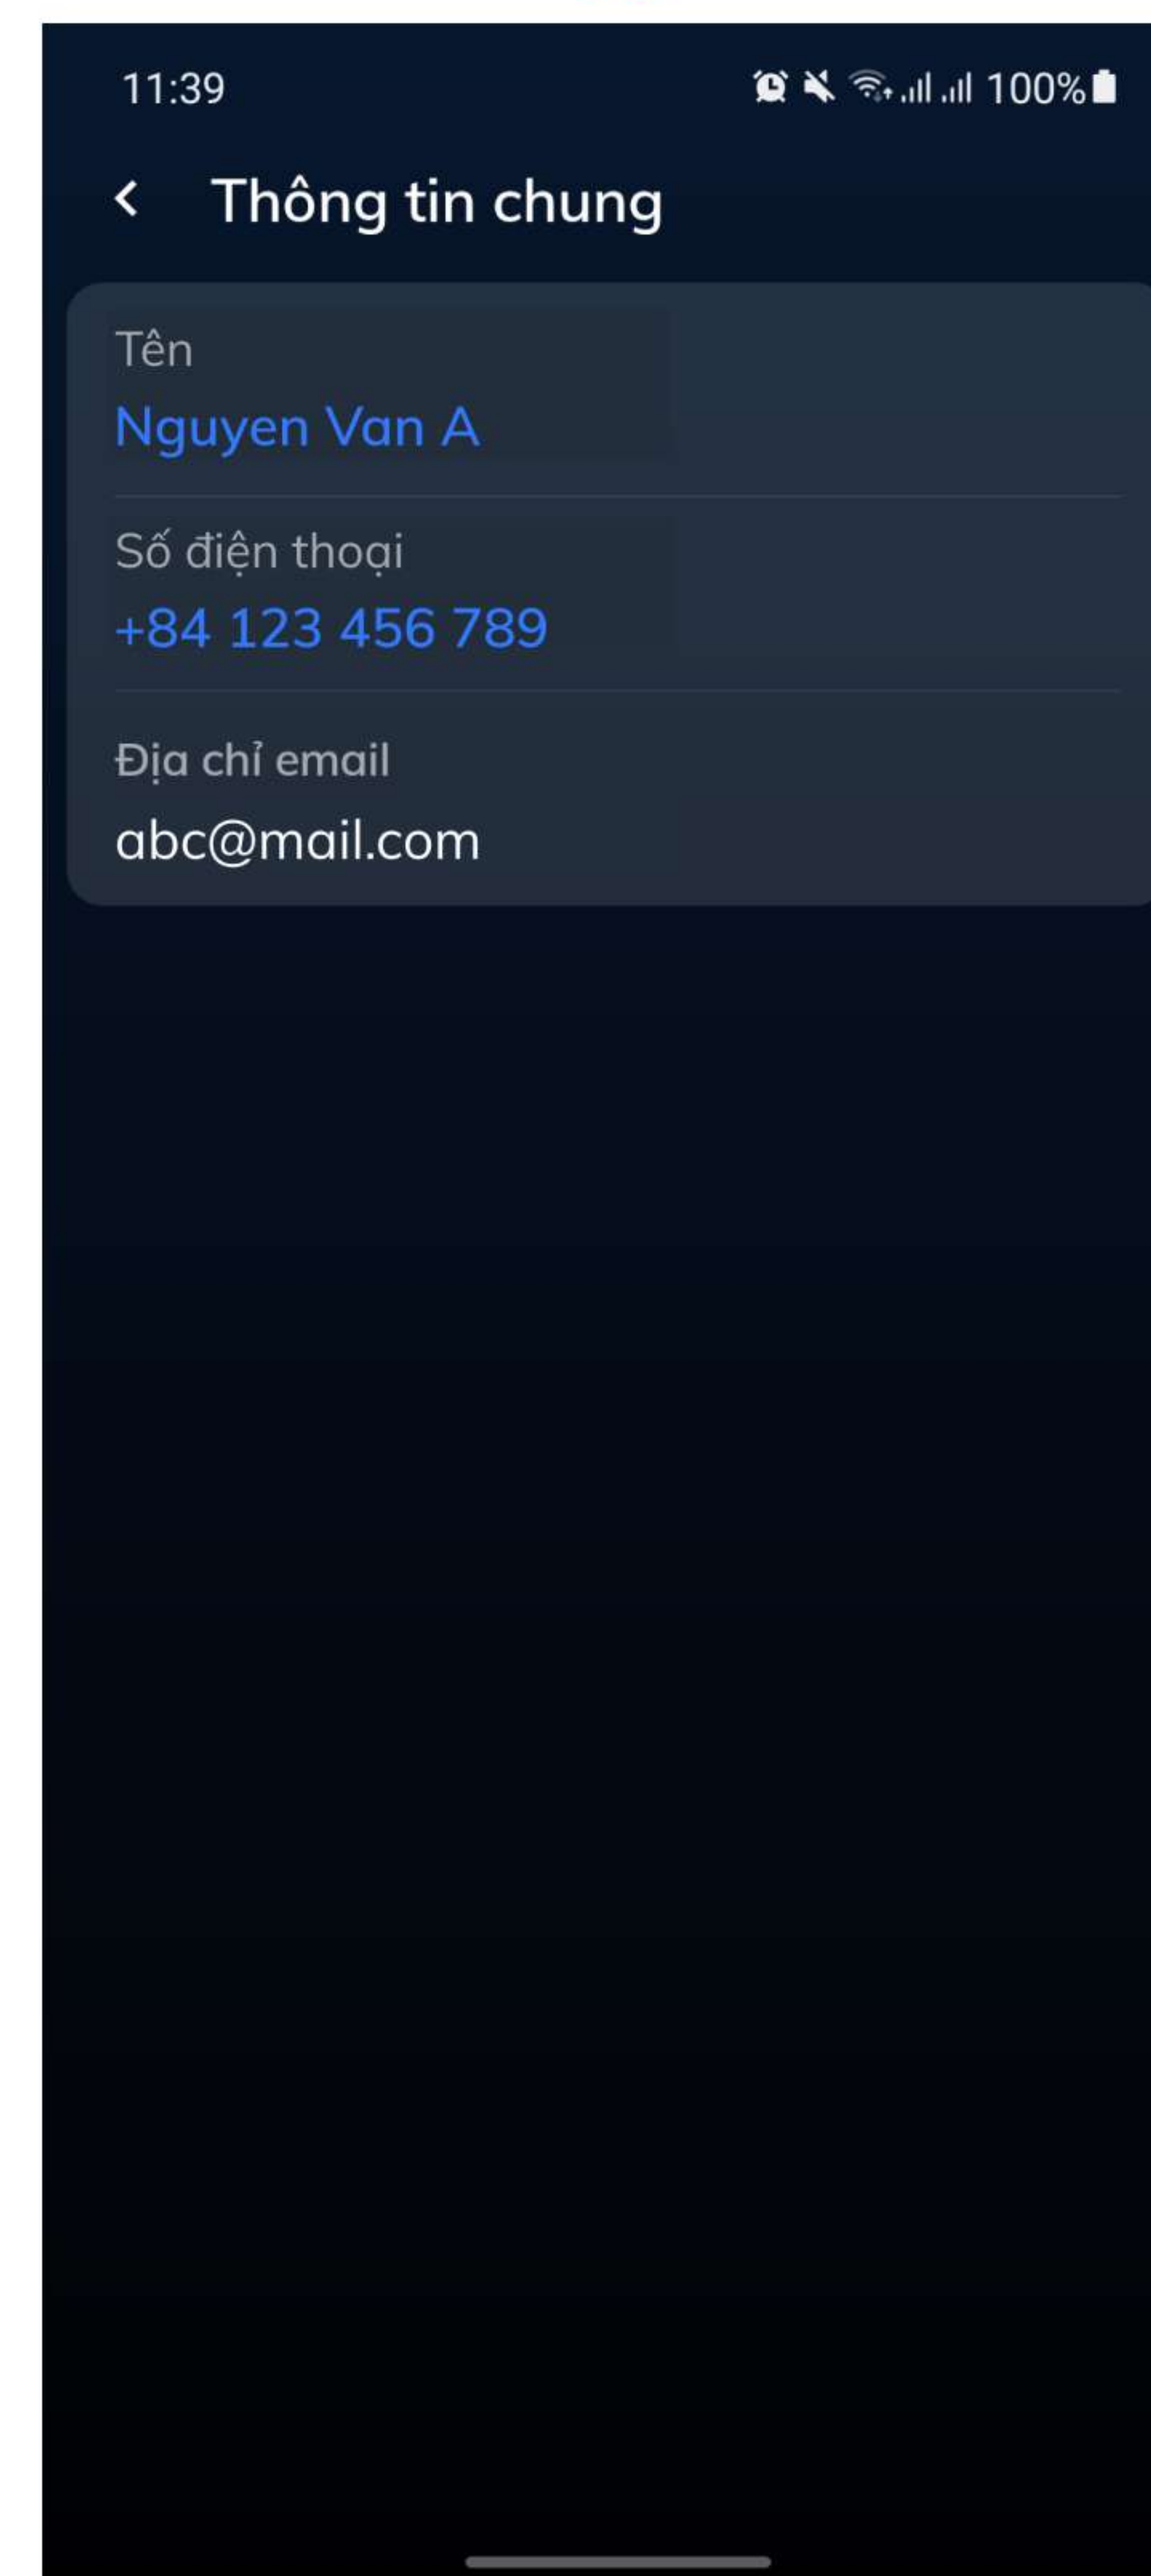 11:39 100%
Thông tin chung
Tên
Nguyen Van A
Số điện thoại
+84 123 456 789
Địa chỉ email
abc@mail.com